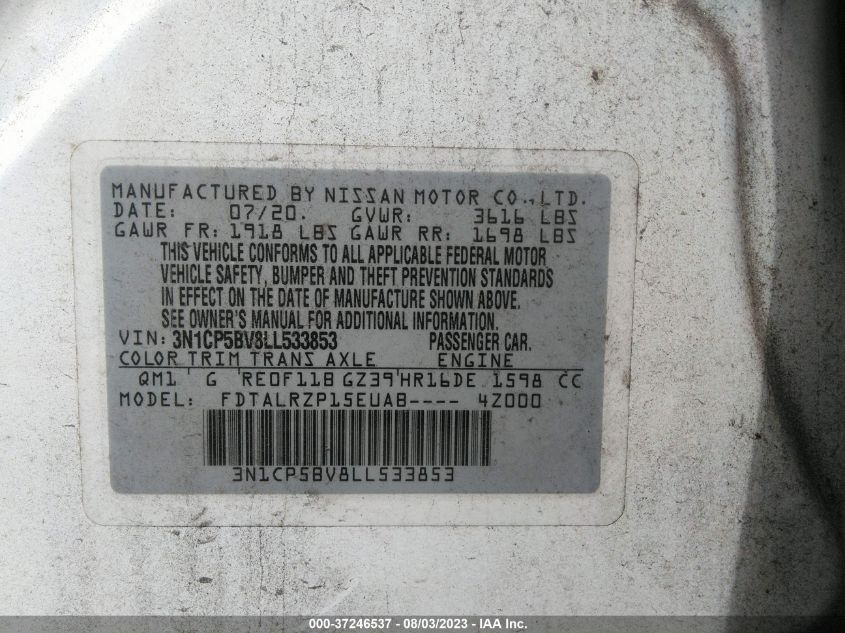 MANUFACTURED BY NISSAN MOTOR CO., LTD.
DATE: 07/20. GVWR: 3616 LBS
GAWR FR: 1918 LBS GAWR RR: 1698 LBS
THIS VEHICLE CONFORMS TO ALL APPLICABLE FEDERAL MOTOR
VEHICLE SAFETY, BUMPER AND THEFT PREVENTION STANDARDS
IN EFFECT ON THE DATE OF MANUFACTURE SHOWN ABOVE.
SEE OWNER'S MANUAL FOR ADDITIONAL INFORMATION.
VIN: 3N1CP5BV8LL533853 PASSENGER CAR.
COLOR TRIM TRANS AXLE ENGINE
QM1 G RE0F11B GZ39 HR16DE 1598 CC
MODEL: FDTALRZP15EUAB---- 4Z000
3N1CP5BV8LL533853
000-37246537 - 08/03/2023 - IAA Inc.